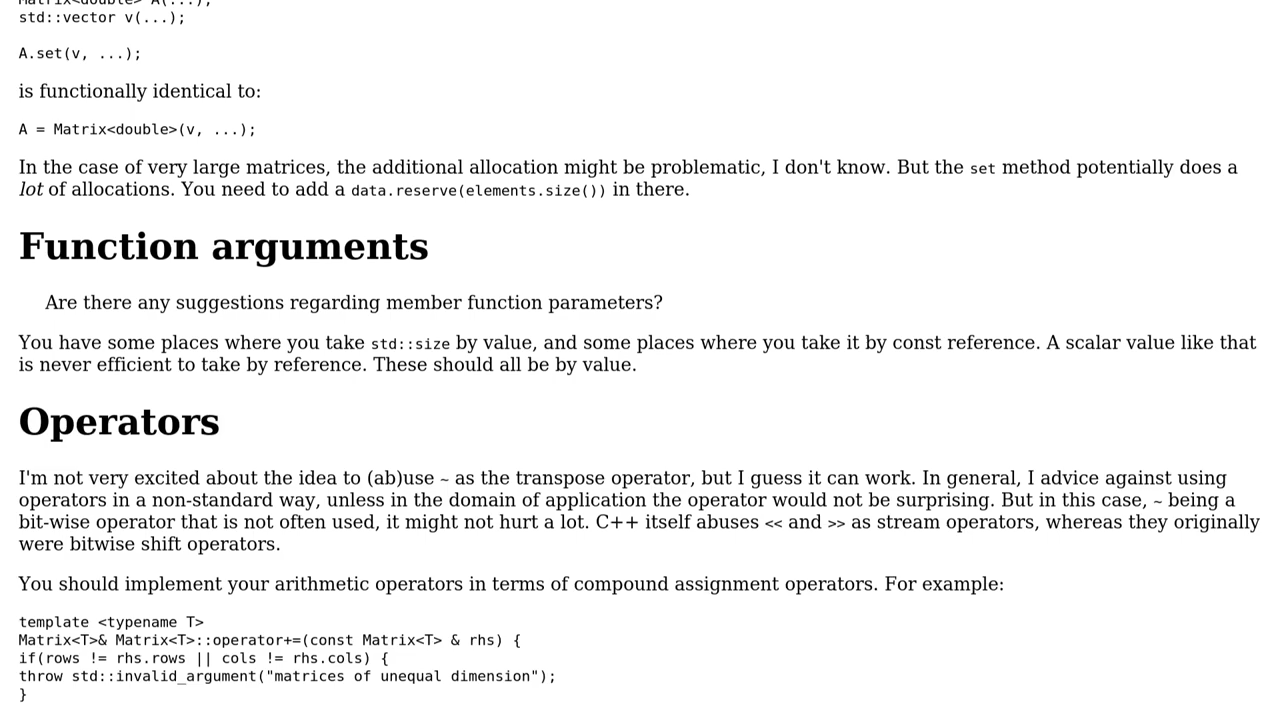 Matrix<double> A(...);
std::vector v(...);
A.set(v, ...);
is functionally identical to:
A = Matrix<double>(v, ...);
In the case of very large matrices, the additional allocation might be problematic, I don't know. But the set method potentially does a
lot of allocations. You need to add a data.reserve(elements.size()) in there.
Function arguments
Are there any suggestions regarding member function parameters?
You have some places where you take std::size by value, and some places where you take it by const reference. A scalar value like that
is never efficient to take by reference. These should all be by value.
Operators
I'm not very excited about the idea to (ab)use ~ as the transpose operator, but I guess it can work. In general, I advice against using
operators in a non-standard way, unless in the domain of application the operator would not be surprising. But in this case, ~ being a
bit-wise operator that is not often used, it might not hurt a lot. C++ itself abuses << and >> as stream operators, whereas they originally
were bitwise shift operators.
You should implement your arithmetic operators in terms of compound assignment operators. For example:
template <typename T>
Matrix<T>& Matrix<T>::operator+=(const Matrix<T> & rhs) {
if(rows != rhs.rows || cols != rhs.cols) {
throw std::invalid_argument("matrices of unequal dimension");
}